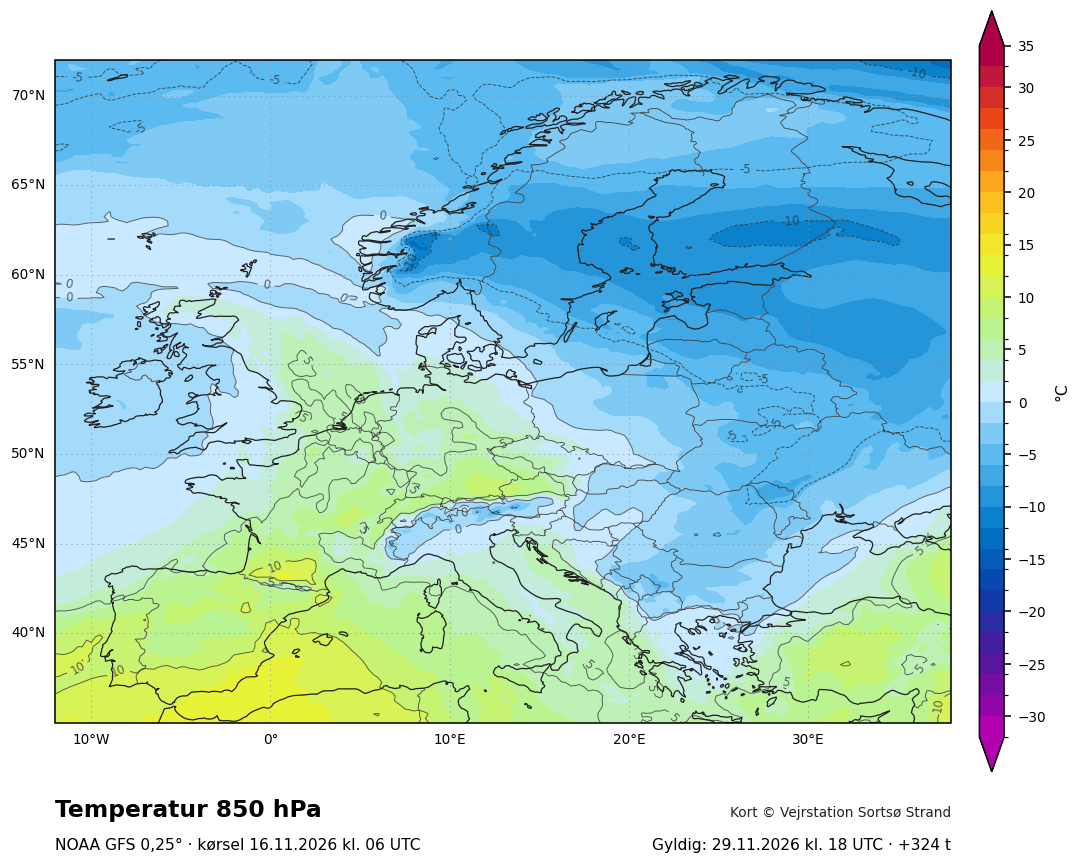 70°N
65°N
60°N
55°N
50°N
45°N
40°N
10°W
0°
10°E
20°E
30°E
35
30
25
20
15
10
5
0
−5
−10
−15
−20
−25
−30
°C
Temperatur 850 hPa
Kort © Vejrstation Sortsø Strand
NOAA GFS 0,25° · kørsel 16.11.2026 kl. 06 UTC
Gyldig: 29.11.2026 kl. 18 UTC · +324 t